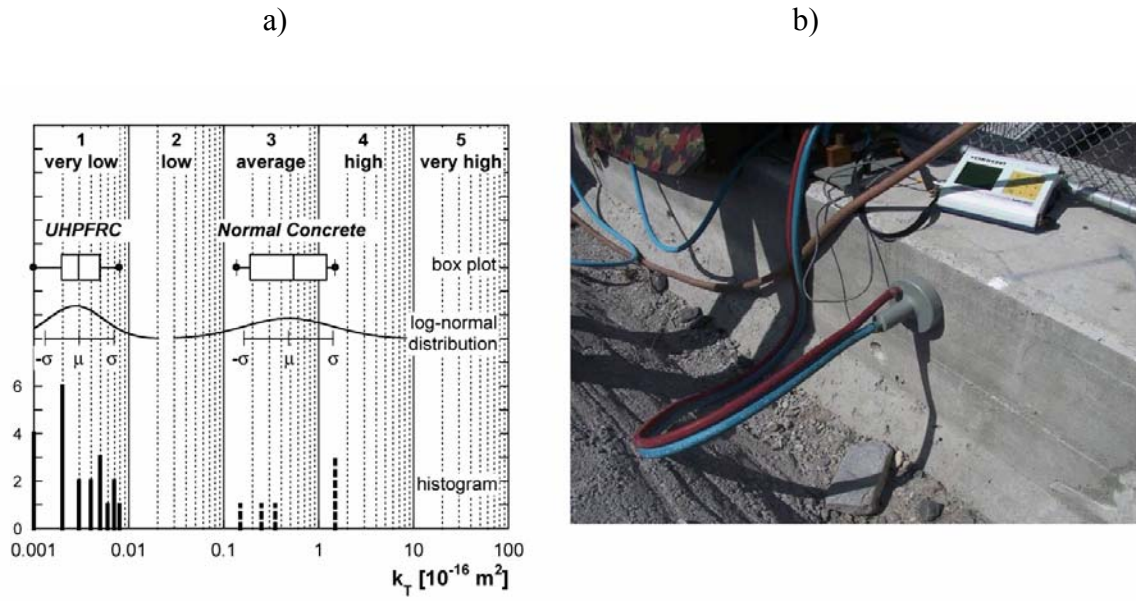 a) b)
1 2 3 4 5
very low low average high very high
UHPFRC Normal Concrete
box plot
log-normal
distribution
-σ μ σ -σ μ σ
6
4
2
histogram
0
0.001 0.01 0.1 1 10 100
k_T [10^-16 m^2]